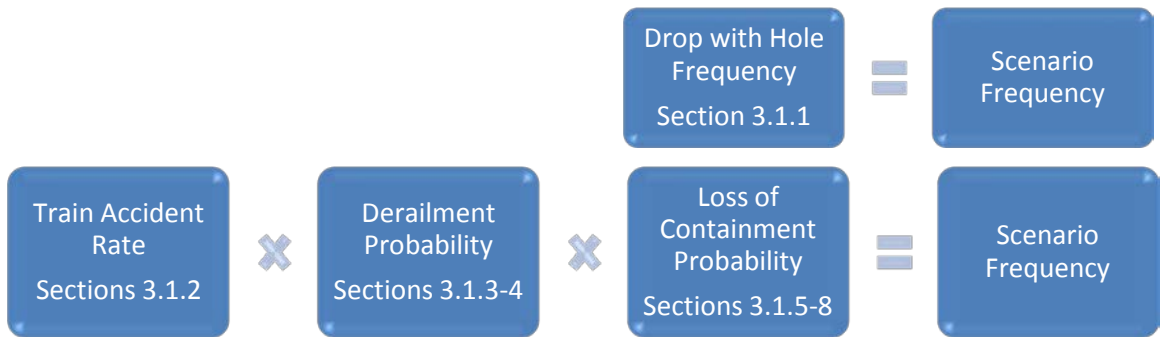 Drop with Hole
Frequency
Section 3.1.1
=
Scenario
Frequency
Train Accident
Rate
Sections 3.1.2
×
Derailment
Probability
Sections 3.1.3-4
×
Loss of
Containment
Probability
Sections 3.1.5-8
=
Scenario
Frequency